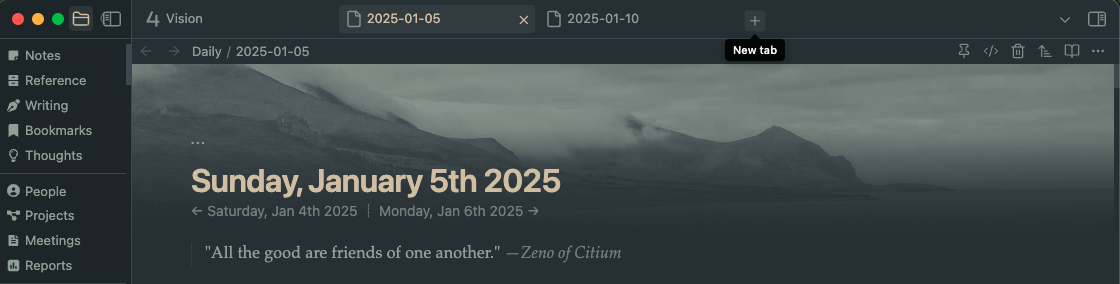 Vision
2025-01-05
2025-01-10
New tab
Daily / 2025-01-05
Notes
Reference
Writing
Bookmarks
Thoughts
People
Projects
Meetings
Reports
...
Sunday, January 5th 2025
← Saturday, Jan 4th 2025 ¦ Monday, Jan 6th 2025 →
"All the good are friends of one another." —Zeno of Citium